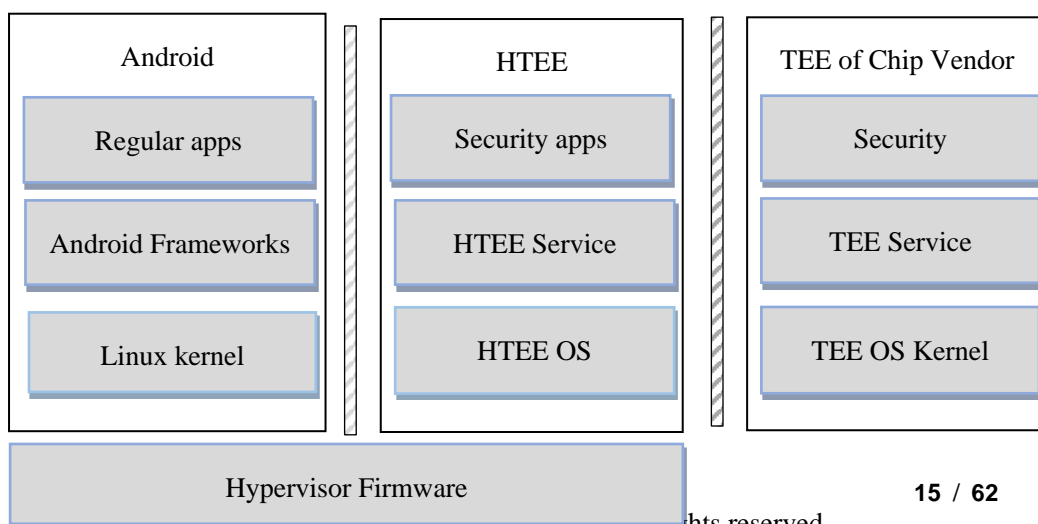 Android
Regular apps
Android Frameworks
Linux kernel
HTEE
Security apps
HTEE Service
HTEE OS
TEE of Chip Vendor
Security
TEE Service
TEE OS Kernel
Hypervisor Firmware
15 / 62
reserved